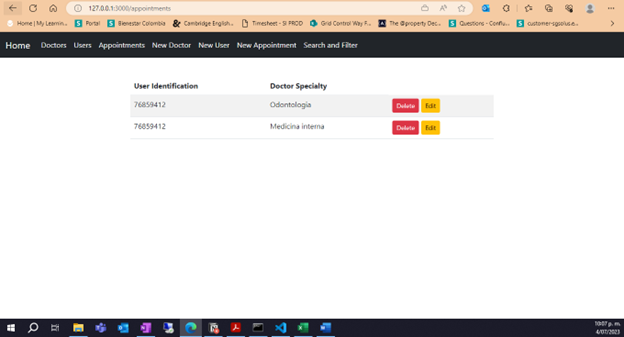 127.0.0.1:3000/appointments
Home | My Learnin... Portal Bienestar Colombia Cambridge English... Timesheet - SI PROD Grid Control Way F... The @property Dec... Questions - Conflu... customer-sgsolus.a...
Home Doctors Users Appointments New Doctor New User New Appointment Search and Filter
User Identification Doctor Specialty
76859412 Odontologia Delete Edit
76859412 Medicina interna Delete Edit
10:07 p. m.
4/07/2023